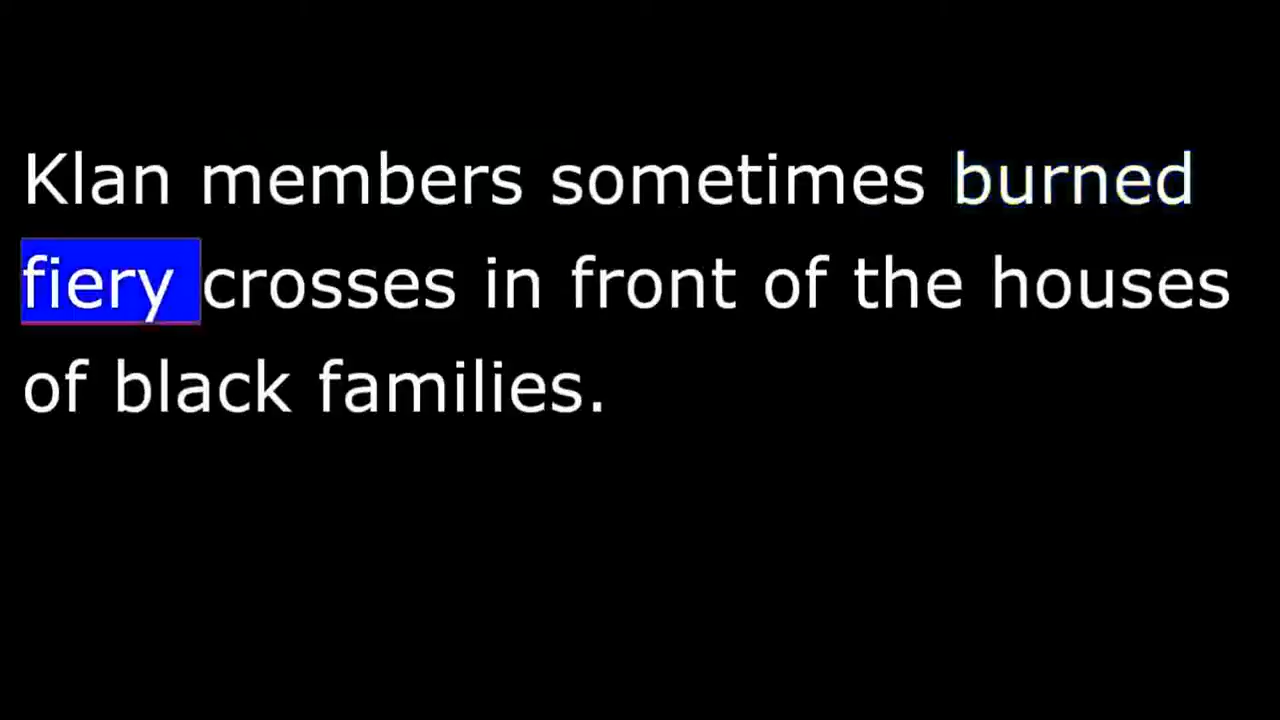 Klan members sometimes burned
fiery crosses in front of the houses
of black families.